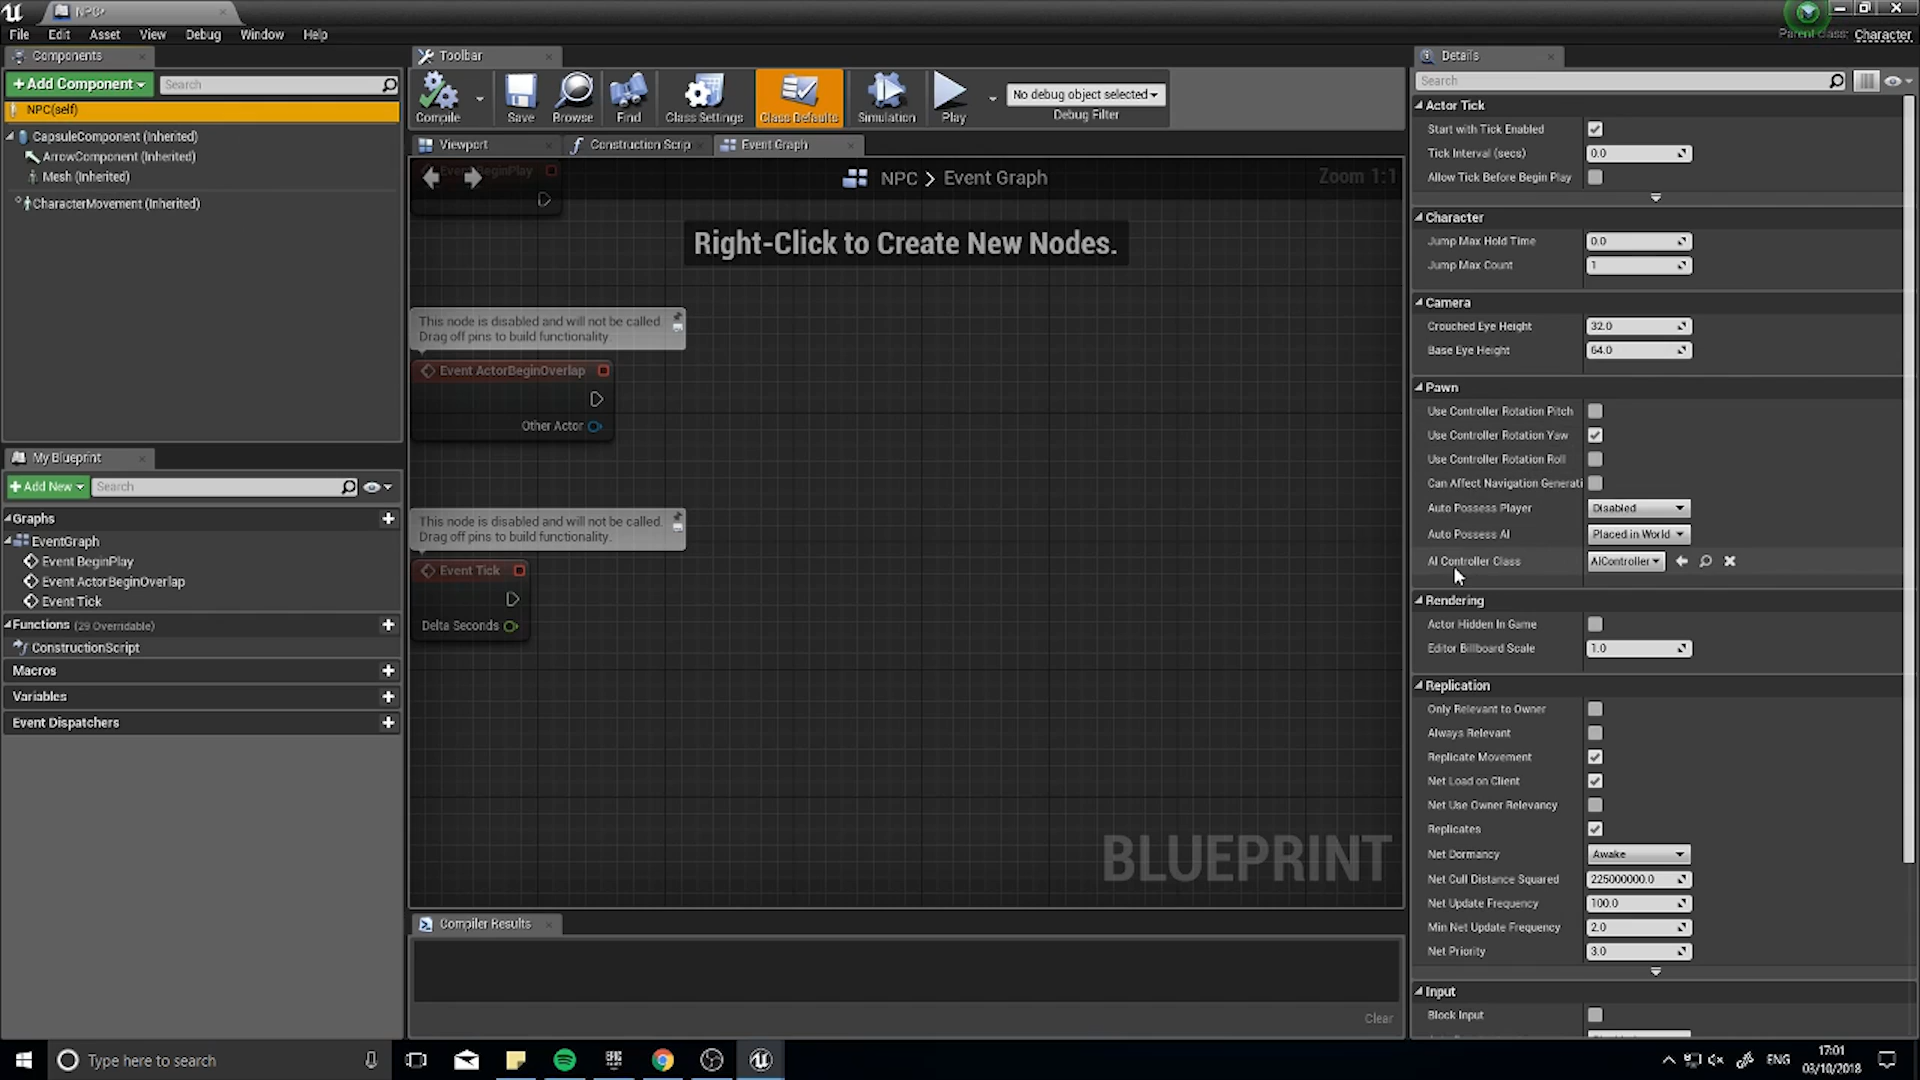 NPC*
File Edit Asset View Debug Window Help
Parent class: Character
Components
+Add Component Search
NPC(self)
CapsuleComponent (Inherited)
ArrowComponent (Inherited)
Mesh (Inherited)
CharacterMovement (Inherited)
My Blueprint
+Add New Search
Graphs
EventGraph
Event BeginPlay
Event ActorBeginOverlap
Event Tick
Functions (29 Overridable)
ConstructionScript
Macros
Variables
Event Dispatchers
Toolbar
Compile Save Browse Find Class Settings Class Defaults Simulation Play
No debug object selected
Debug Filter
Viewport Construction Scrip Event Graph
Event BeginPlay
NPC > Event Graph
Zoom 1:1
Right-Click to Create New Nodes.
This node is disabled and will not be called.
Drag off pins to build functionality.
Event ActorBeginOverlap
Other Actor
This node is disabled and will not be called.
Drag off pins to build functionality.
Event Tick
Delta Seconds
BLUEPRINT
Compiler Results
Clear
Details
Search
Actor Tick
Start with Tick Enabled
Tick Interval (secs) 0.0
Allow Tick Before Begin Play
Character
Jump Max Hold Time 0.0
Jump Max Count 1
Camera
Crouched Eye Height 32.0
Base Eye Height 64.0
Pawn
Use Controller Rotation Pitch
Use Controller Rotation Yaw
Use Controller Rotation Roll
Can Affect Navigation Generati
Auto Possess Player Disabled
Auto Possess AI Placed in World
AI Controller Class AIController
Rendering
Actor Hidden In Game
Editor Billboard Scale 1.0
Replication
Only Relevant to Owner
Always Relevant
Replicate Movement
Net Load on Client
Net Use Owner Relevancy
Replicates
Net Dormancy Awake
Net Cull Distance Squared 225000000.0
Net Update Frequency 100.0
Min Net Update Frequency 2.0
Net Priority 3.0
Input
Block Input
Type here to search
ENG
17:01
03/10/2018